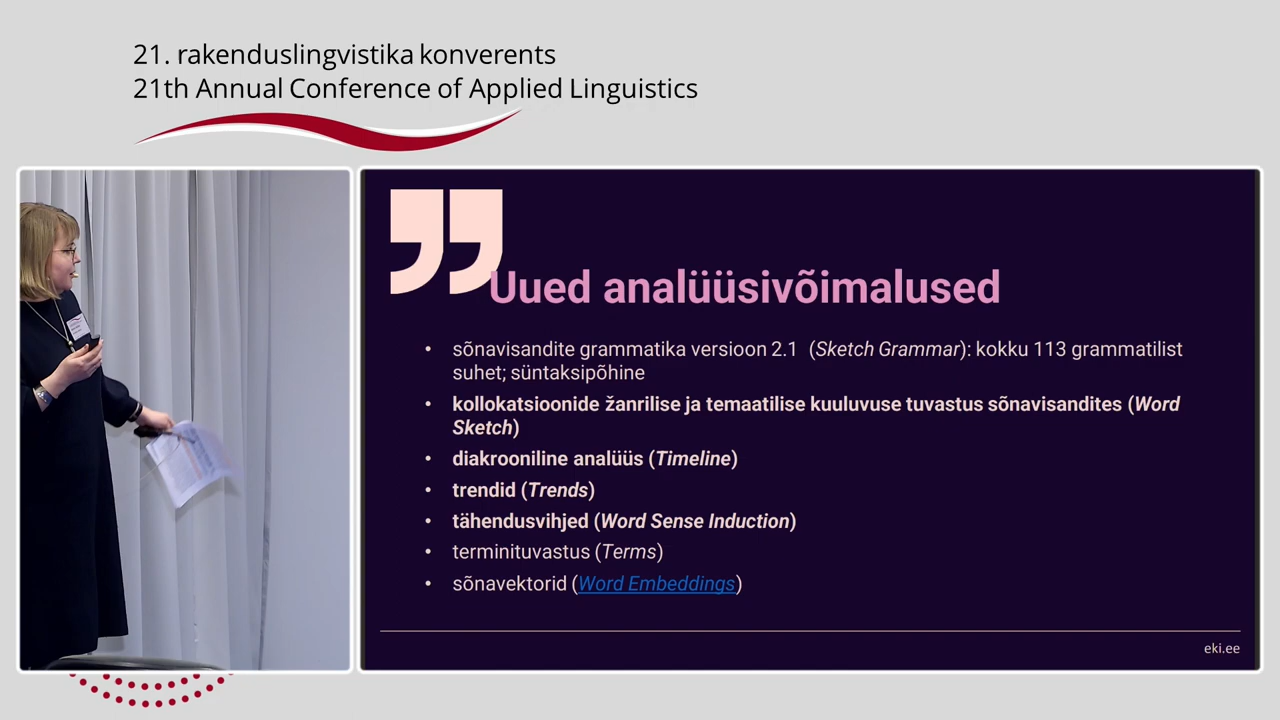 21. rakenduslingvistika konverents
21th Annual Conference of Applied Linguistics
Uued analüüsivõimalused
• sõnavisandite grammatika versioon 2.1 (Sketch Grammar): kokku 113 grammatilist
suhet; süntaksipõhine
• kollokatsioonide žanrilise ja temaatilise kuuluvuse tuvastus sõnavisandites (Word
Sketch)
• diakrooniline analüüs (Timeline)
• trendid (Trends)
• tähendusvihjed (Word Sense Induction)
• terminituvastus (Terms)
• sõnavektorid (Word Embeddings)
eki.ee